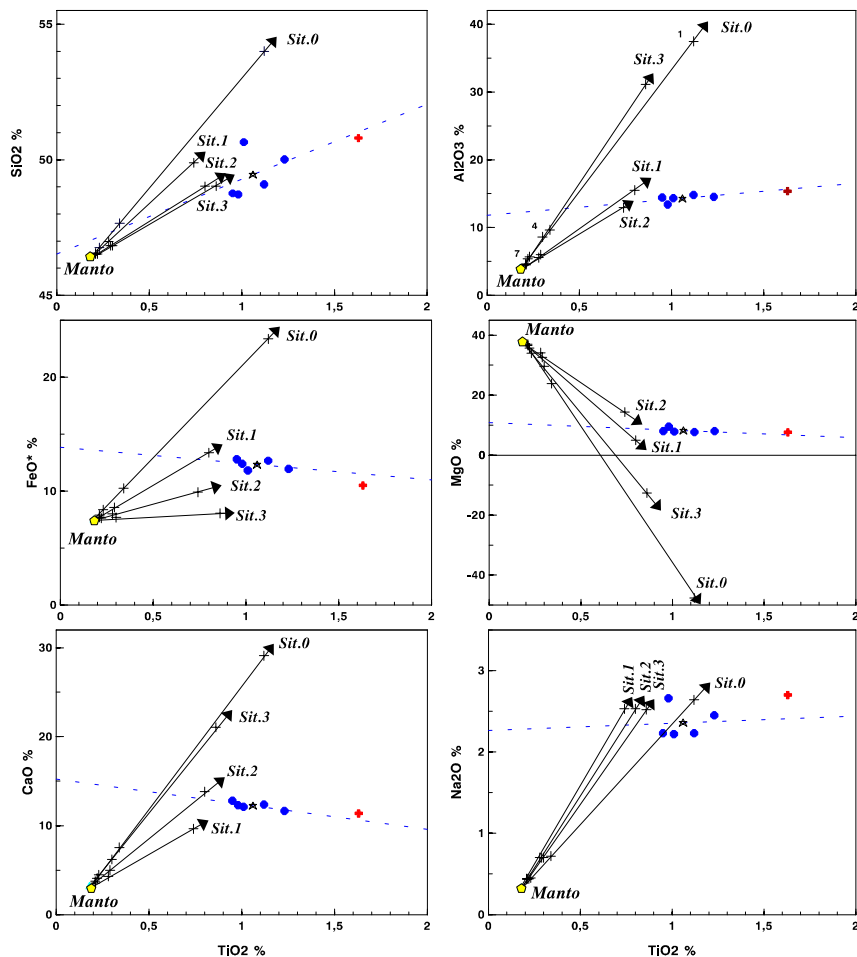 55
50
45
SiO2 %
Sit.0
Sit.1
Sit.2
Sit.3
Manto
0
0,5
1
1,5
2
40
30
20
10
0
Al2O3 %
1
Sit.0
Sit.3
Sit.1
Sit.2
4
7
Manto
0
0,5
1
1,5
2
20
10
0
FeO* %
Sit.0
Sit.1
Sit.2
Sit.3
Manto
0
0,5
1
1,5
2
40
20
0
-20
-40
MgO %
Manto
Sit.2
Sit.1
Sit.3
Sit.0
0
0,5
1
1,5
2
30
20
10
0
CaO %
Sit.0
Sit.3
Sit.2
Sit.1
Manto
0
0,5
1
1,5
2
TiO2 %
3
2
1
0
Na2O %
Sit.1
Sit.2
Sit.3
Sit.0
Manto
0
0,5
1
1,5
2
TiO2 %